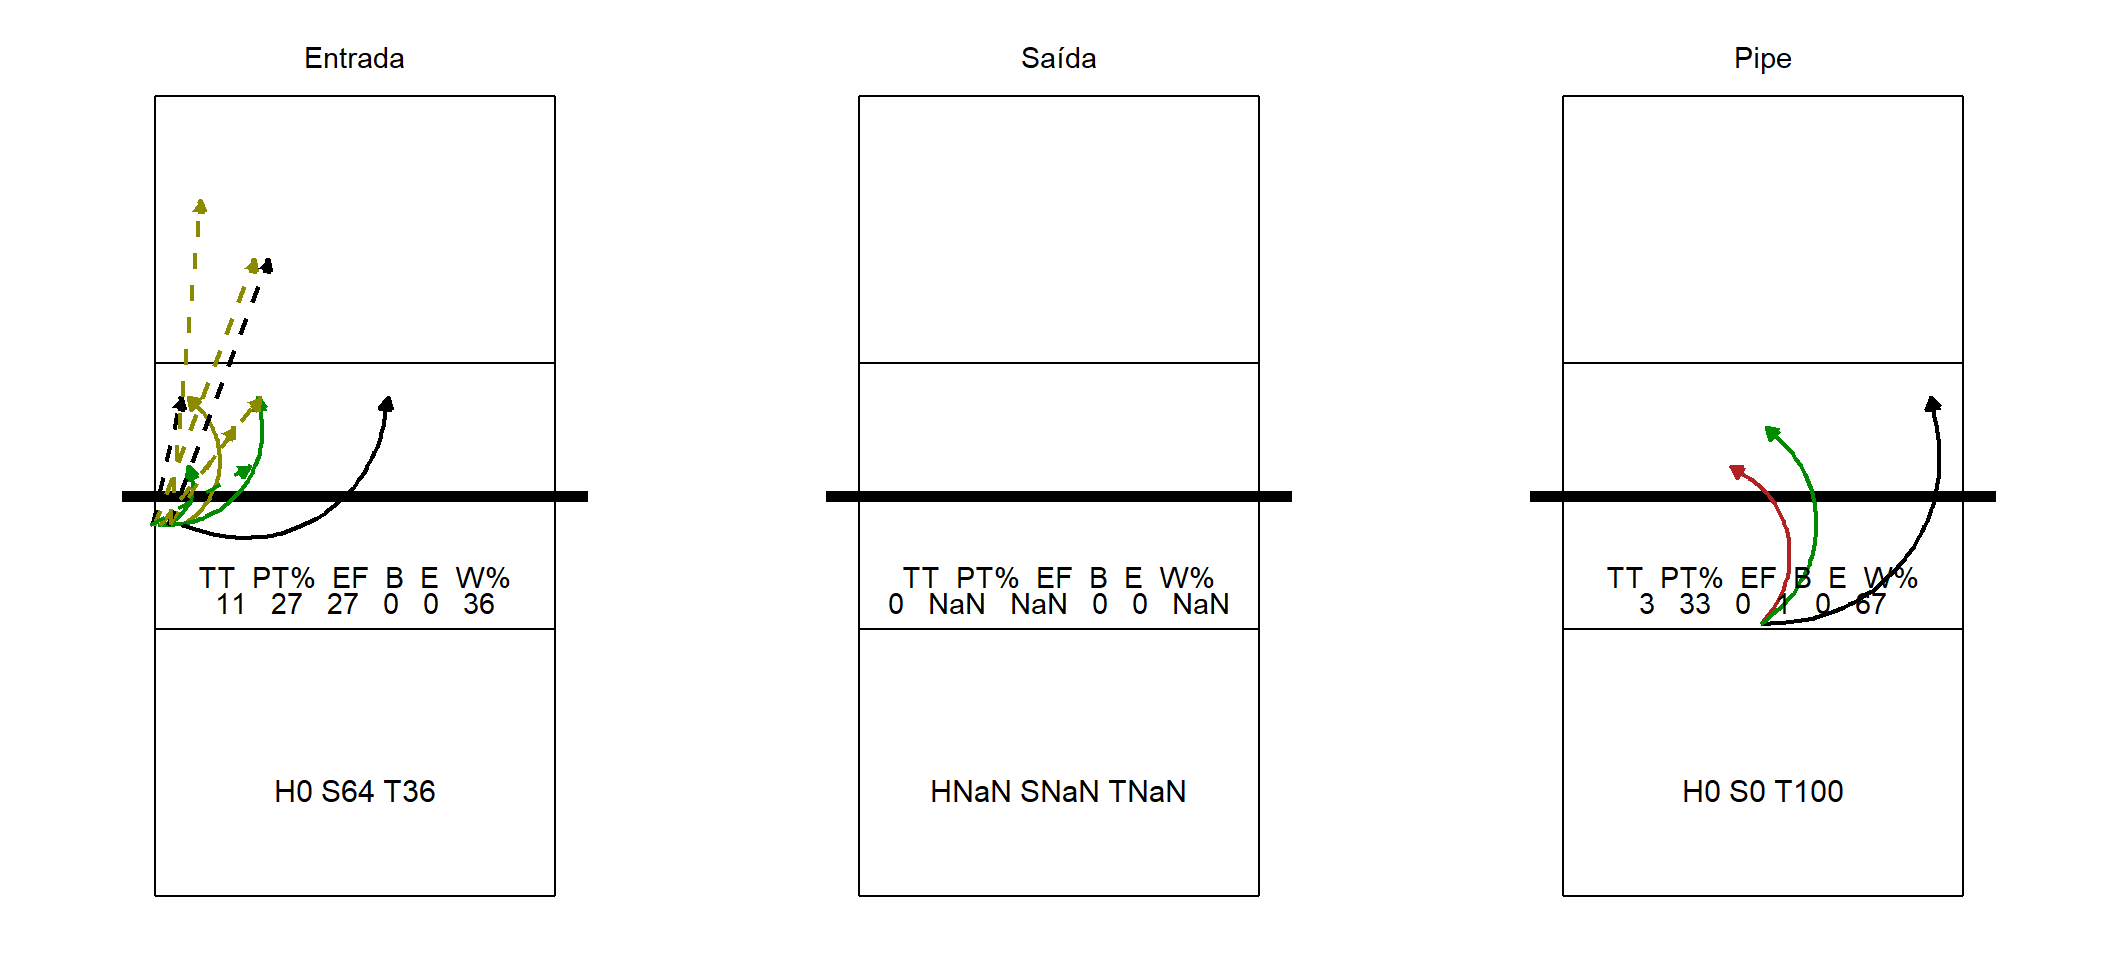 Entrada
TT PT% EF B E W%
11 27 27 0 0 36
H0 S64 T36
Saída
TT PT% EF B E W%
0 NaN NaN 0 0 NaN
HNaN SNaN TNaN
Pipe
TT PT% EF B E W%
3 33 0 1 0 67
H0 S0 T100